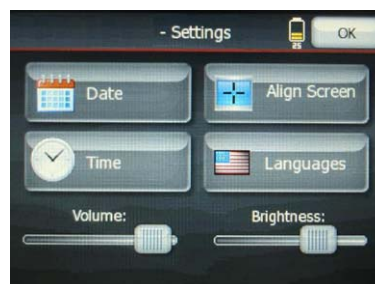 - Settings
25
OK
Date
Align Screen
Time
Languages
Volume:
Brightness: